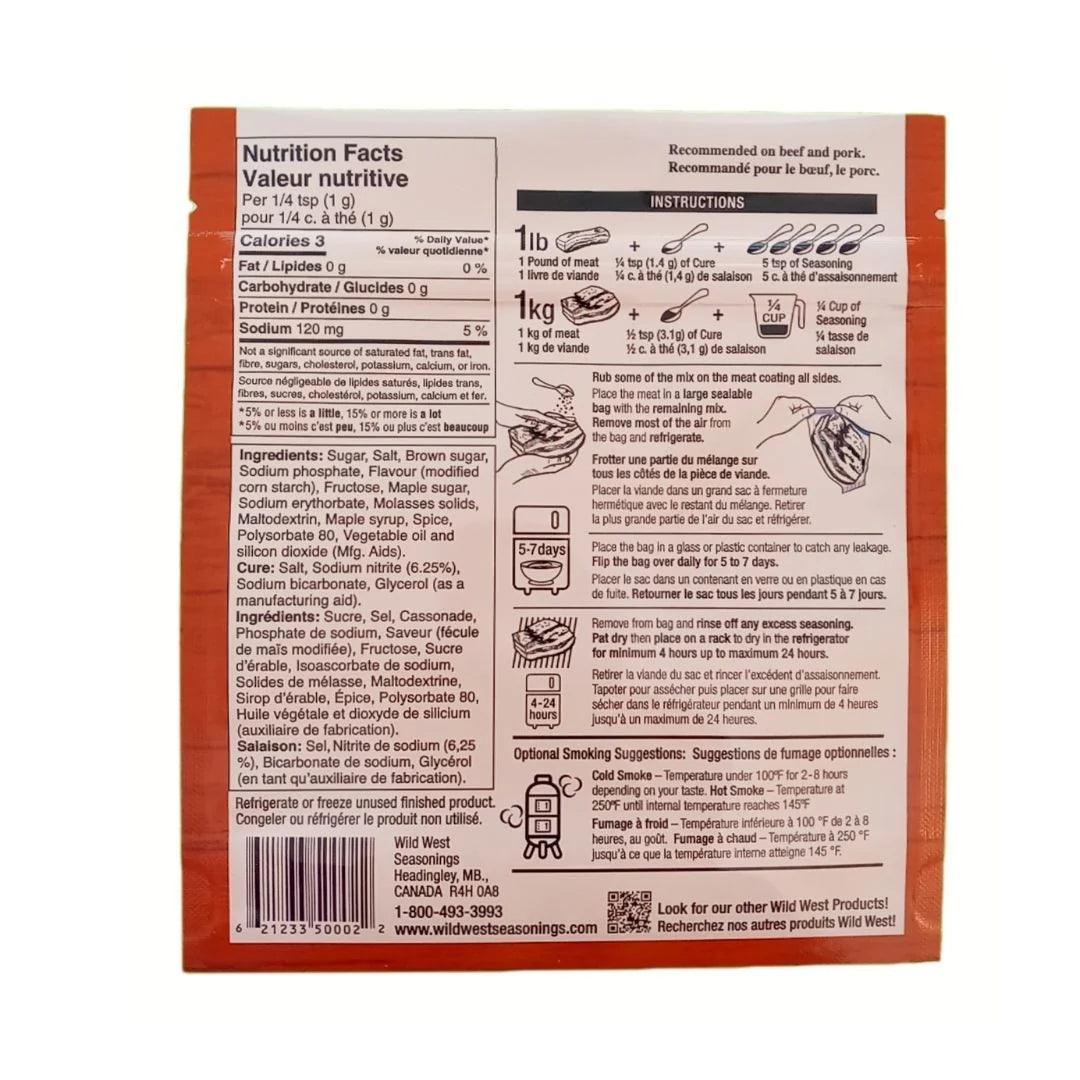 Nutrition Facts
Valeur nutritive
Per 1/4 tsp (1 g)
pour 1/4 c. à thé (1 g)
Calories 3
% Daily Value*
% valeur quotidienne*
Fat / Lipides 0 g 0 %
Carbohydrate / Glucides 0 g
Protein / Protéines 0 g
Sodium 120 mg 5 %
Not a significant source of saturated fat, trans fat,
fibre, sugars, cholesterol, potassium, calcium, or iron.
Source négligeable de lipides saturés, lipides trans,
fibres, sucres, cholestérol, potassium, calcium et fer.
*5% or less is a little, 15% or more is a lot
*5% ou moins c'est peu, 15% ou plus c'est beaucoup
Ingredients: Sugar, Salt, Brown sugar,
Sodium phosphate, Flavour (modified
corn starch), Fructose, Maple sugar,
Sodium erythorbate, Molasses solids,
Maltodextrin, Maple syrup, Spice,
Polysorbate 80, Vegetable oil and
silicon dioxide (Mfg. Aids).
Cure: Salt, Sodium nitrite (6.25%),
Sodium bicarbonate, Glycerol (as a
manufacturing aid).
Ingrédients: Sucre, Sel, Cassonade,
Phosphate de sodium, Saveur (fécule
de maïs modifiée), Fructose, Sucre
d'érable, Isoascorbate de sodium,
Solides de mélasse, Maltodextrine,
Sirop d'érable, Épice, Polysorbate 80,
Huile végétale et dioxyde de silicium
(auxiliaire de fabrication).
Salaison: Sel, Nitrite de sodium (6,25
%), Bicarbonate de sodium, Glycérol
(en tant qu'auxiliaire de fabrication).
Refrigerate or freeze unused finished product.
Congeler ou réfrigérer le produit non utilisé.
6 21233 50002 2
Wild West
Seasonings
Headingley, MB.,
CANADA R4H 0A8
1-800-493-3993
www.wildwestseasonings.com
Recommended on beef and pork.
Recommandé pour le bœuf, le porc.
INSTRUCTIONS
1lb + +
1 Pound of meat ¼ tsp (1.4 g) of Cure 5 tsp of Seasoning
1 livre de viande ¼ c. à thé (1,4 g) de salaison 5 c. à thé d'assaisonnement
1kg + + ¼ CUP
¼ Cup of
Seasoning
¼ tasse de
salaison
1 kg of meat ½ tsp (3.1g) of Cure
1 kg de viande ½ c. à thé (3,1 g) de salaison
Rub some of the mix on the meat coating all sides.
Place the meat in a large sealable
bag with the remaining mix.
Remove most of the air from
the bag and refrigerate.
Frotter une partie du mélange sur
tous les côtés de la pièce de viande.
Placer la viande dans un grand sac à fermeture
hermétique avec le restant du mélange. Retirer
la plus grande partie de l'air du sac et réfrigérer.
5-7days
Place the bag in a glass or plastic container to catch any leakage.
Flip the bag over daily for 5 to 7 days.
Placer le sac dans un contenant en verre ou en plastique en cas
de fuite. Retourner le sac tous les jours pendant 5 à 7 jours.
Remove from bag and rinse off any excess seasoning.
Pat dry then place on a rack to dry in the refrigerator
for minimum 4 hours up to maximum 24 hours.
Retirer la viande du sac et rincer l'excédent d'assaisonnement.
Tapoter pour assécher puis placer sur une grille pour faire
sécher dans le réfrigérateur pendant un minimum de 4 heures
jusqu'à un maximum de 24 heures.
4-24
hours
Optional Smoking Suggestions: Suggestions de fumage optionnelles :
Cold Smoke – Temperature under 100ºF for 2-8 hours
depending on your taste. Hot Smoke – Temperature at
250ºF until internal temperature reaches 145ºF
Fumage à froid – Température inférieure à 100 °F de 2 à 8
heures, au goût. Fumage à chaud – Température à 250 °F
jusqu'à ce que la température interne atteigne 145 °F.
Look for our other Wild West Products!
Recherchez nos autres produits Wild West!